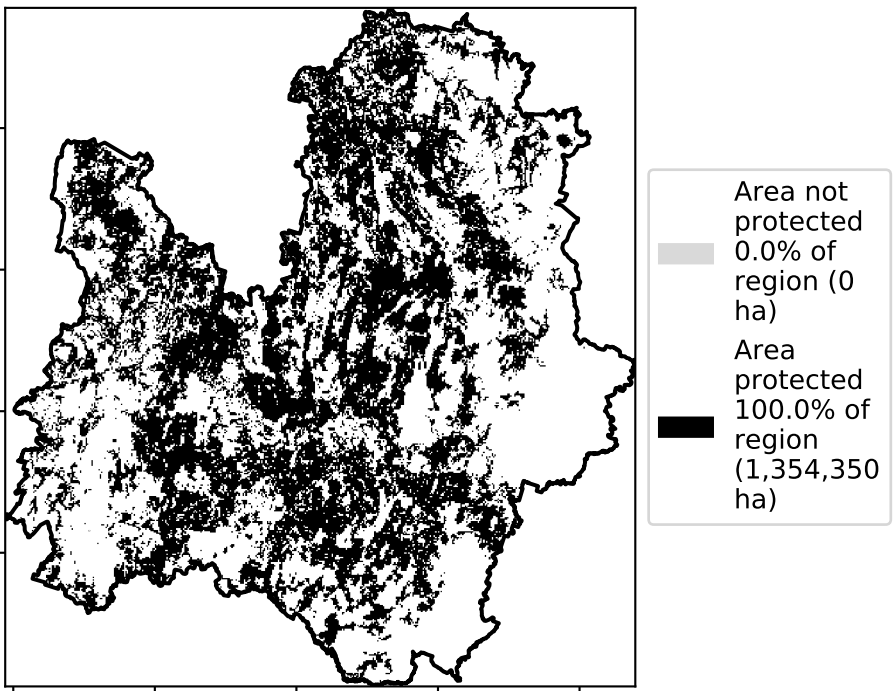 Area not
protected
0.0% of
region (0
ha)
Area
protected
100.0% of
region
(1,354,350
ha)